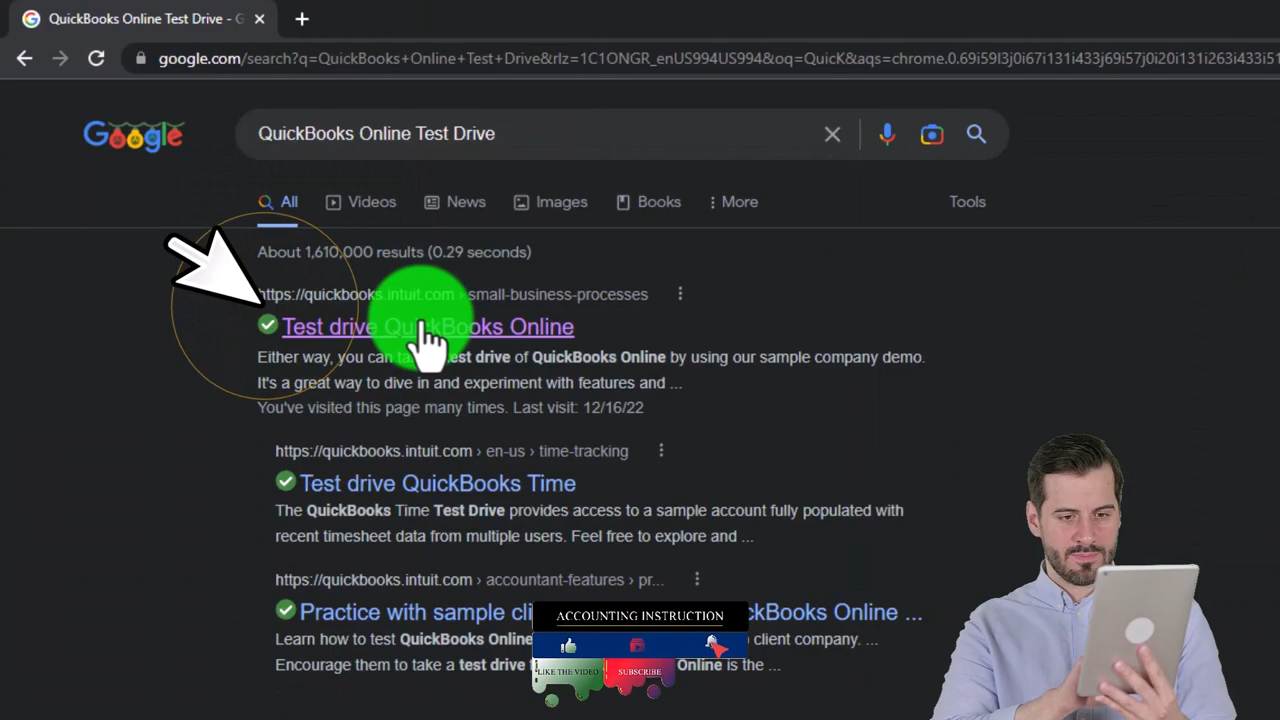 QuickBooks Online Test Drive - G
google.com/search?q=QuickBooks+Online+Test+Drive&rlz=1C1ONGR_enUS994US994&oq=QuicK&aqs=chrome.0.69i59l3j0i67i131i433j69i57j0i20i131i263i433i51
Google
QuickBooks Online Test Drive
All Videos News Images Books More Tools
About 1,610,000 results (0.29 seconds)
https://quickbooks.intuit.com › small-business-processes
Test drive QuickBooks Online
Either way, you can test drive of QuickBooks Online by using our sample company demo.
It's a great way to dive in and experiment with features and ...
You've visited this page many times. Last visit: 12/16/22
https://quickbooks.intuit.com › en-us › time-tracking
Test drive QuickBooks Time
The QuickBooks Time Test Drive provides access to a sample account fully populated with
recent timesheet data from multiple users. Feel free to explore and ...
https://quickbooks.intuit.com › accountant-features › pr...
Practice with sample ckBooks Online ...
Learn how to test QuickBooks Online client company. ...
Encourage them to take a test drive Online is the ...
ACCOUNTING INSTRUCTION
LIKE THE VIDEO SUBSCRIBE